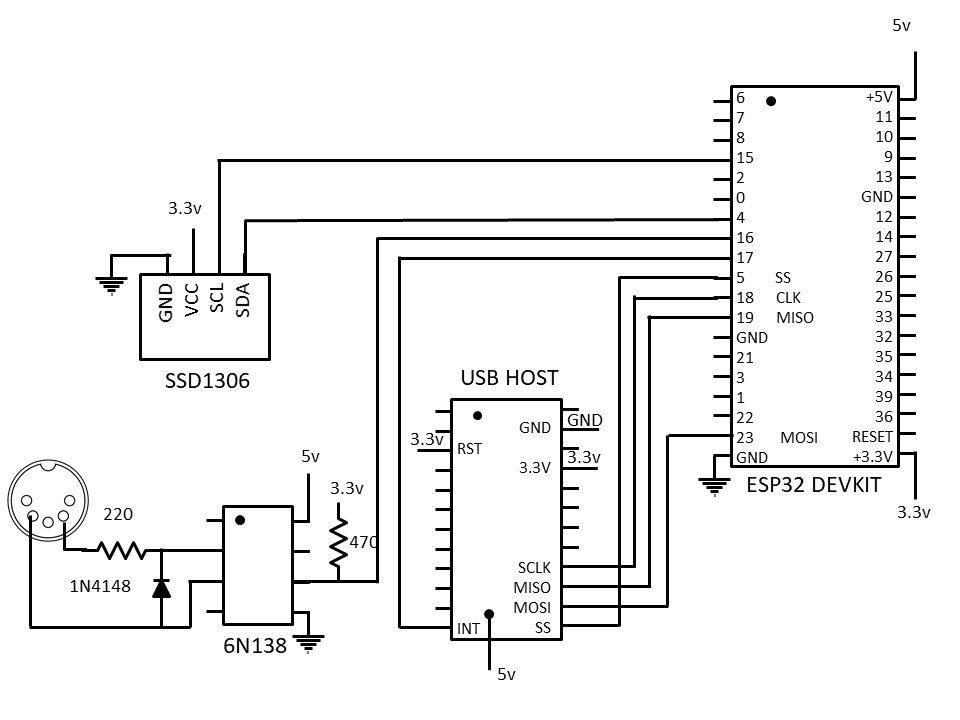 5v
6
7
8
15
2
0
4
16
17
5 SS
18 CLK
19 MISO
GND
21
3
1
22
23 MOSI
GND
+5V
11
10
9
13
GND
12
14
27
26
25
33
32
35
34
39
36
RESET
+3.3V
ESP32 DEVKIT
3.3v
3.3v
GND
VCC
SCL
SDA
SSD1306
USB HOST
3.3v
RST
INT
GND
GND
3.3V
3.3v
SCLK
MISO
MOSI
SS
5v
5v
3.3v
470
220
1N4148
6N138